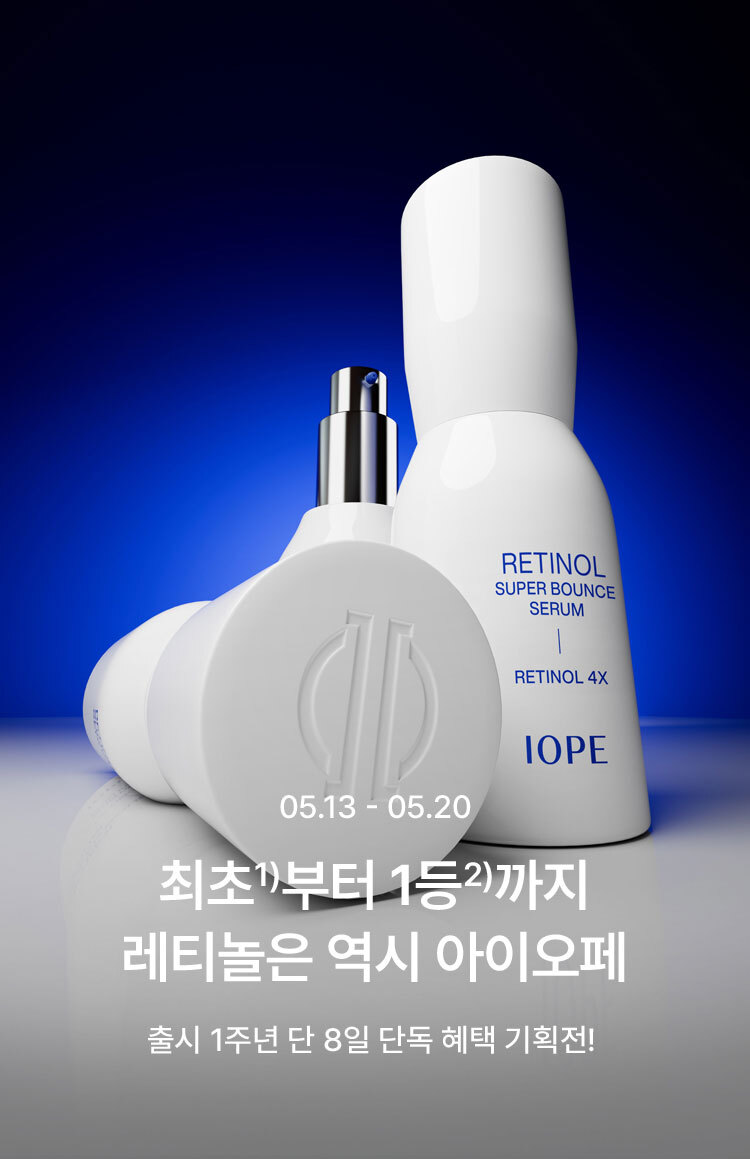 RETINOL
SUPER BOUNCE
SERUM
RETINOL 4X
IOPE
05.13 - 05.20
최초1)부터 1등2)까지
레티놀은 역시 아이오페
출시 1주년 단 8일 단독 혜택 기획전!